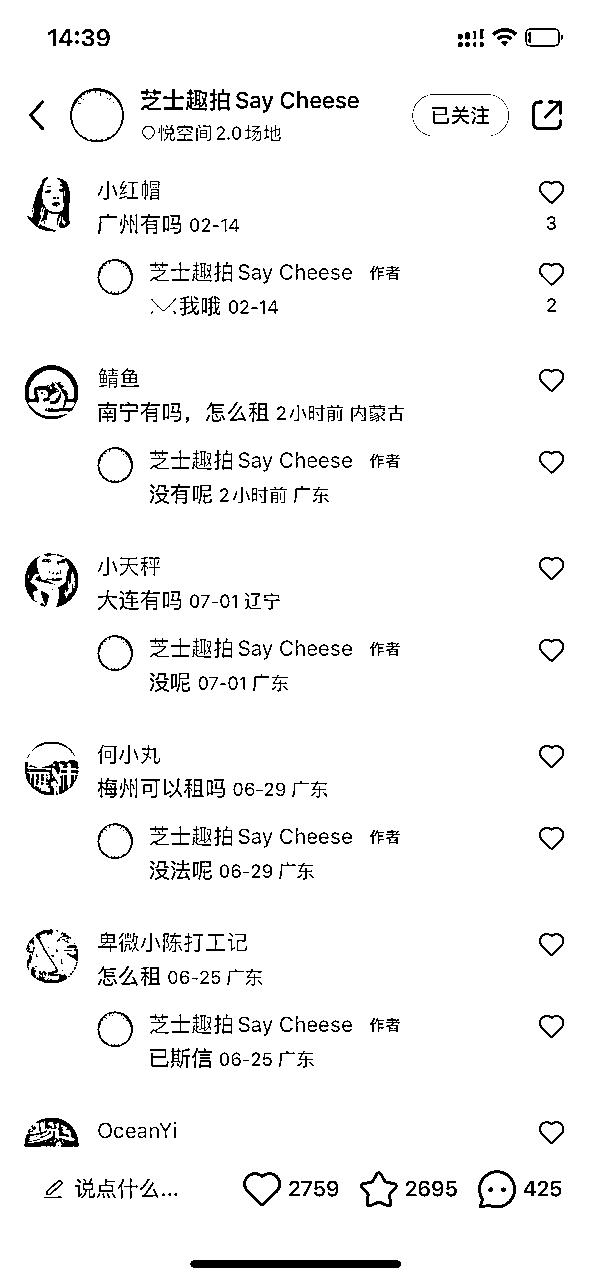 14:39
芝士趣拍 Say Cheese
悦空间2.0场地
已关注
小红帽
广州有吗 02-14
3
芝士趣拍 Say Cheese 作者
我哦 02-14
2
鲭鱼
南宁有吗，怎么租 2小时前 内蒙古
芝士趣拍 Say Cheese 作者
没有呢 2小时前 广东
小天秤
大连有吗 07-01 辽宁
芝士趣拍 Say Cheese 作者
没呢 07-01 广东
何小丸
梅州可以租吗 06-29 广东
芝士趣拍 Say Cheese 作者
没法呢 06-29 广东
卑微小陈打工记
怎么租 06-25 广东
芝士趣拍 Say Cheese 作者
已斯信 06-25 广东
OceanYi
说点什么...
2759
2695
425